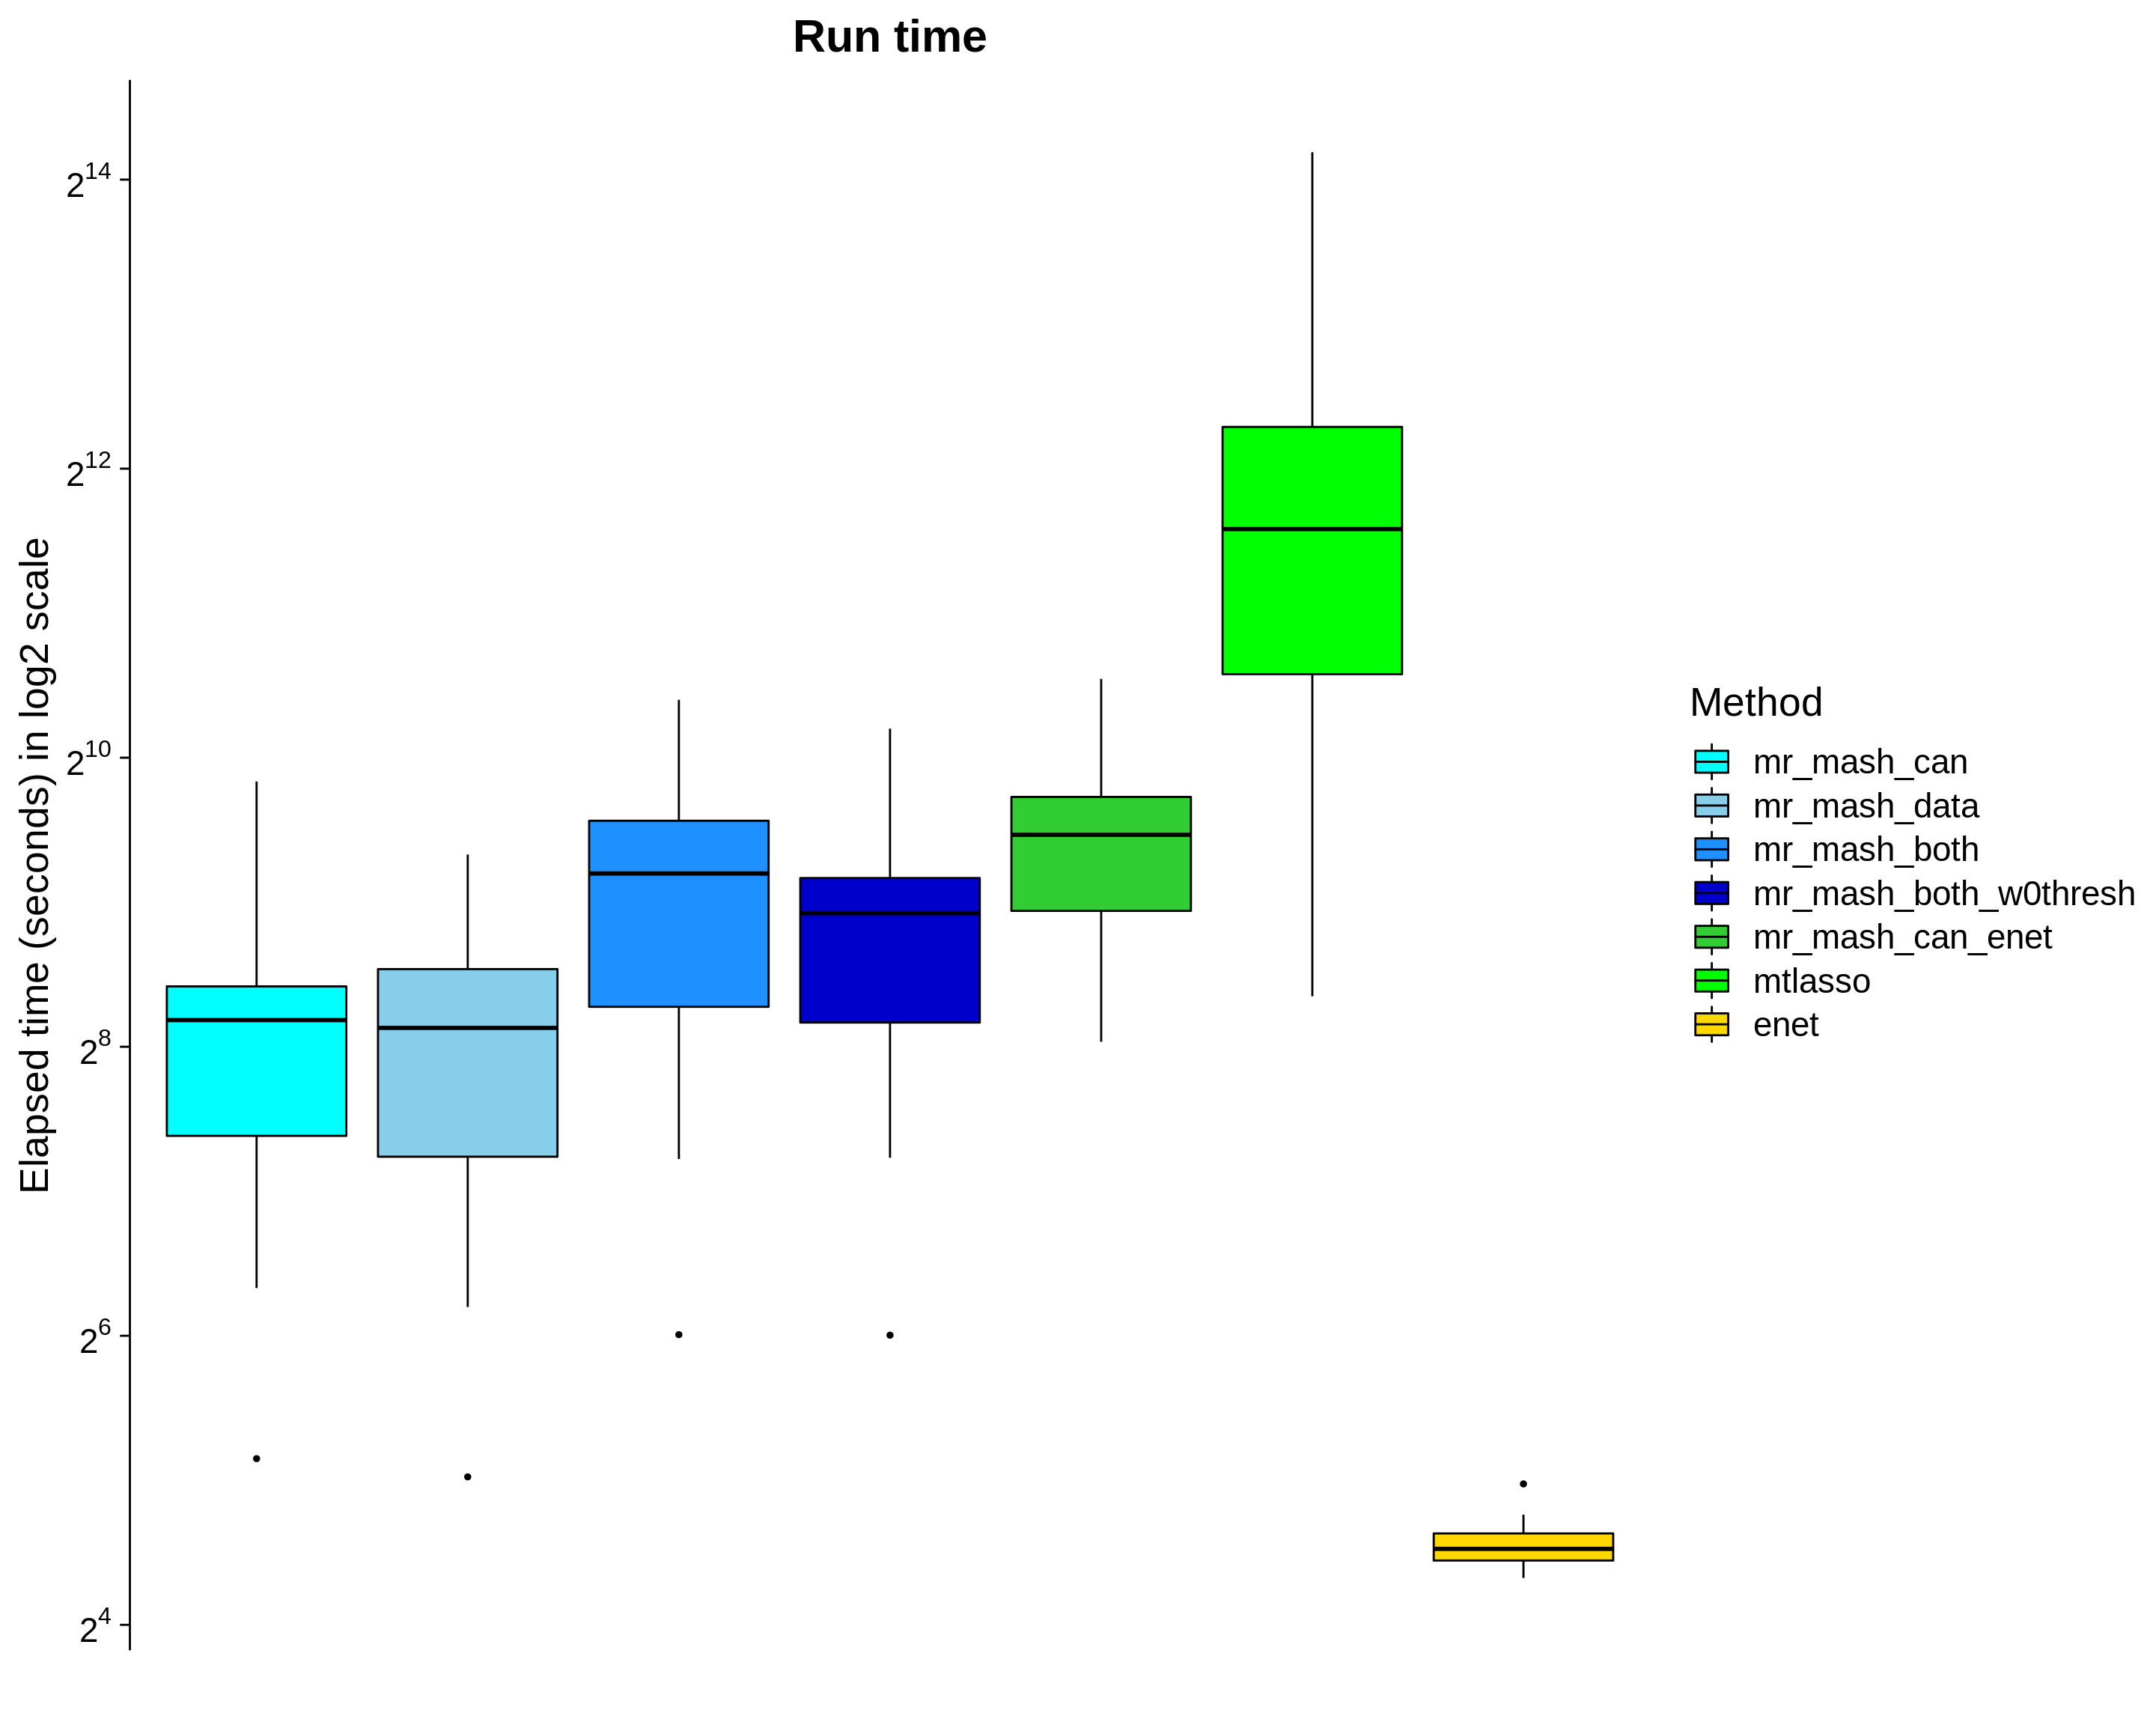 Run time
Elapsed time (seconds) in log2 scale
2^14
2^12
2^10
2^8
2^6
2^4
Method
mr_mash_can
mr_mash_data
mr_mash_both
mr_mash_both_w0thresh
mr_mash_can_enet
mtlasso
enet